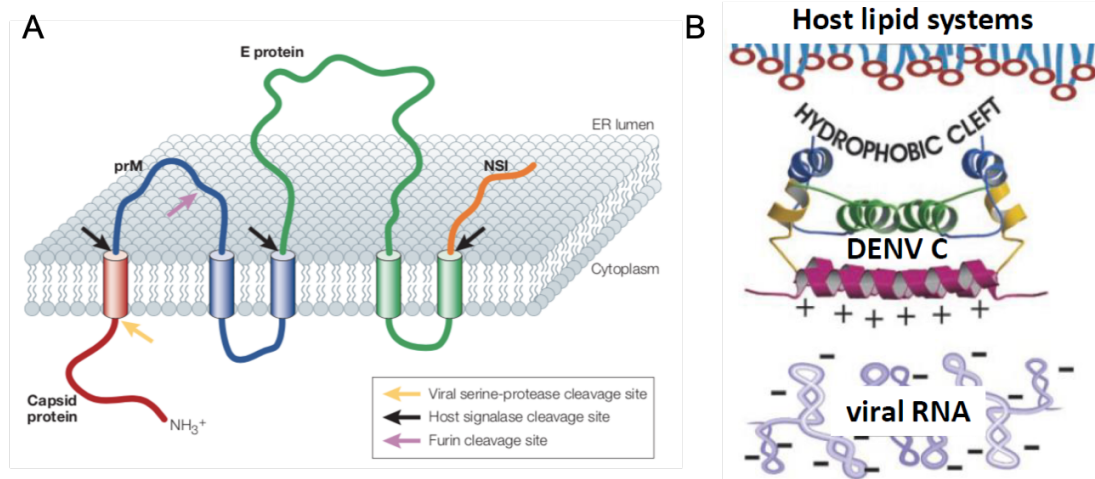 A
E protein
ER lumen
prM
NSI
Cytoplasm
Capsid
protein
NH₃⁺
Viral serine-protease cleavage site
Host signalase cleavage site
Furin cleavage site
B
Host lipid systems
HYDROPHOBIC CLEFT
DENV C
+ + + + + +
- - - - -
viral RNA
- - - - - -